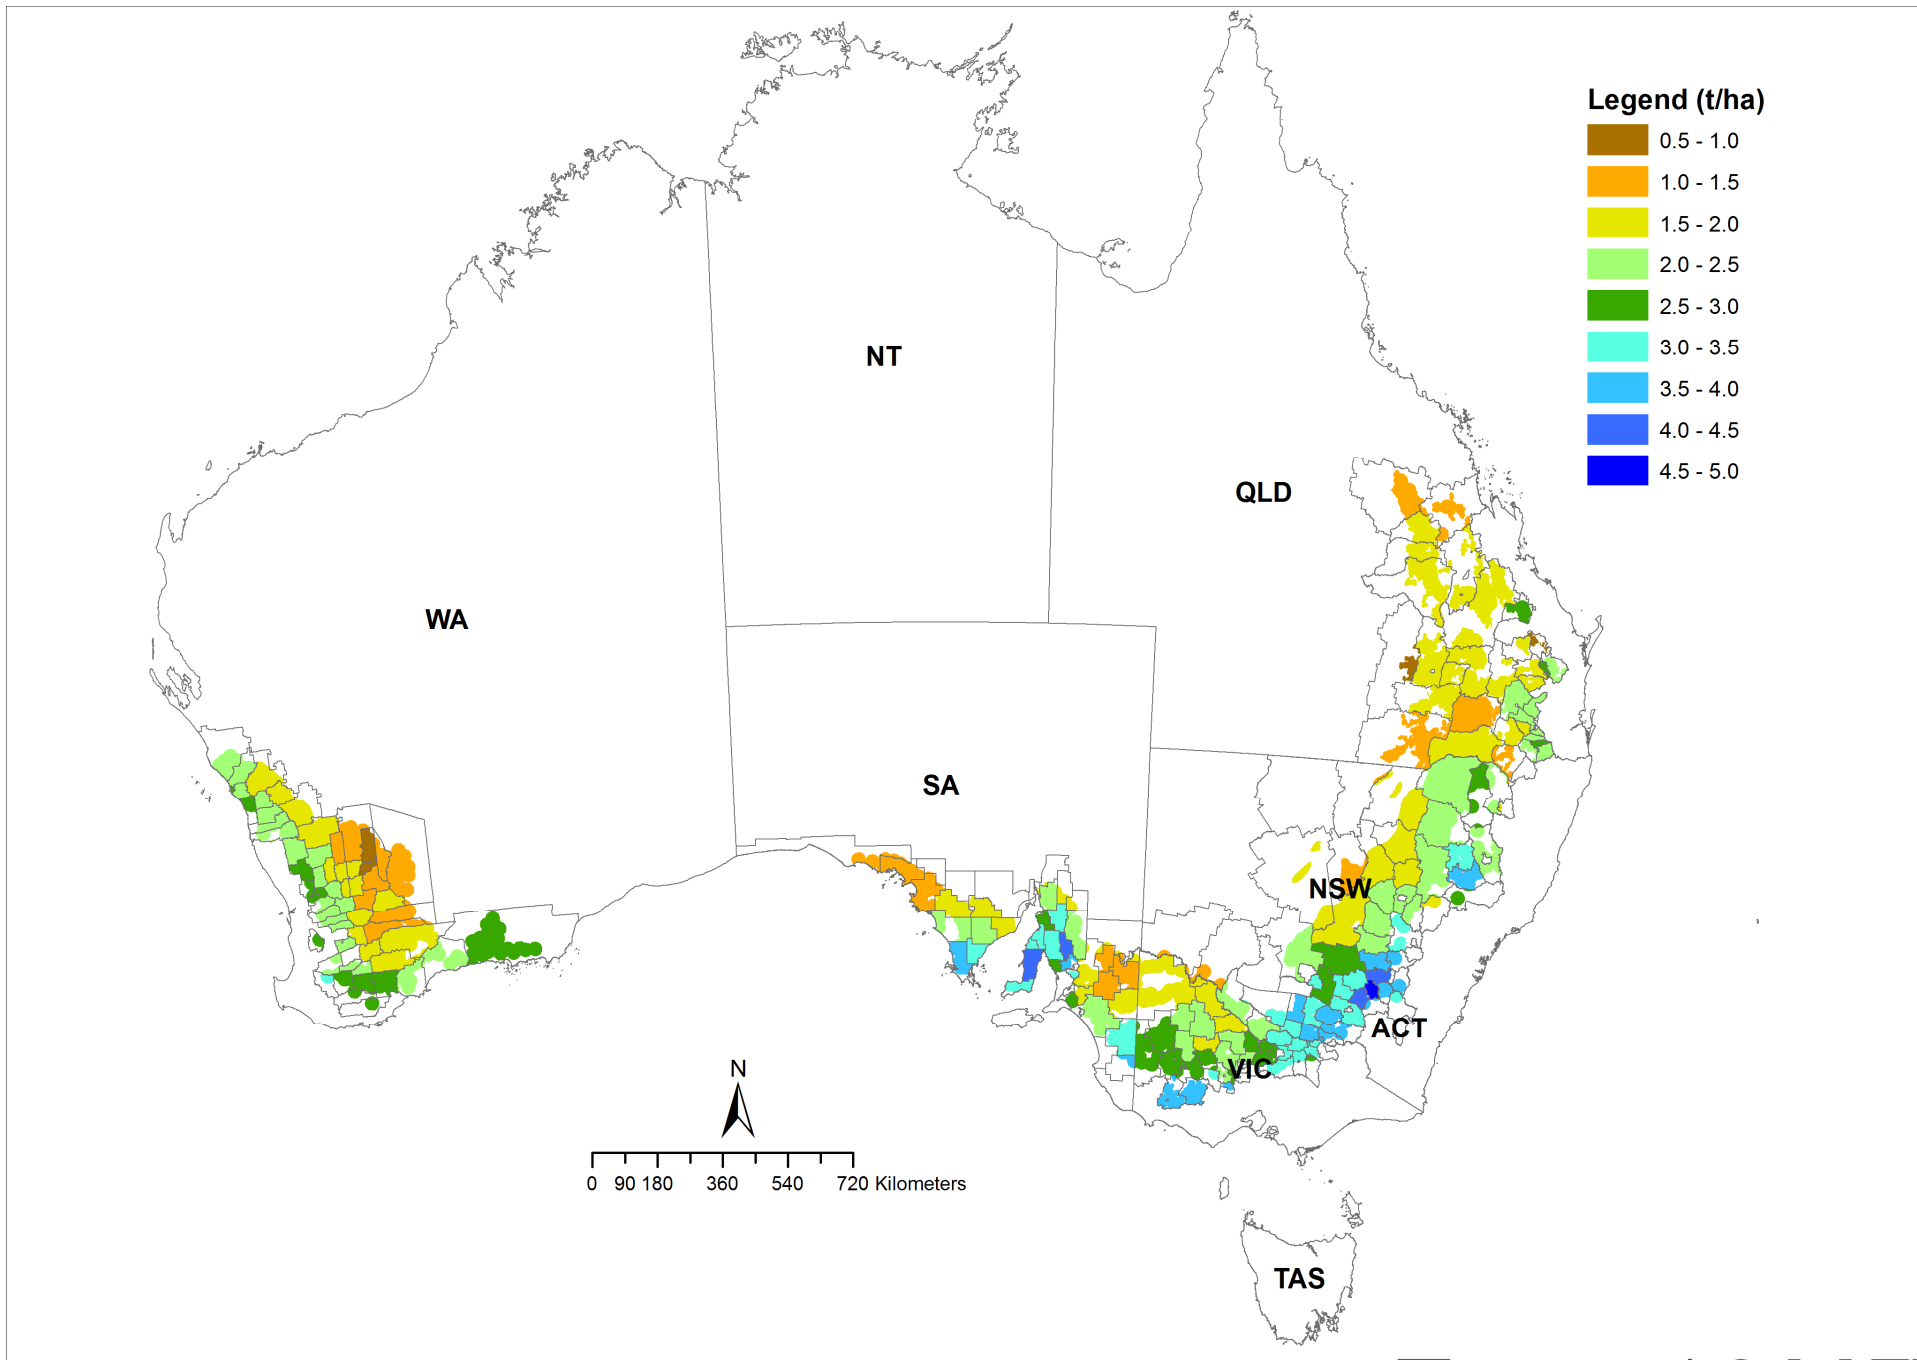 Legend (t/ha)
0.5 - 1.0
1.0 - 1.5
1.5 - 2.0
2.0 - 2.5
2.5 - 3.0
3.0 - 3.5
3.5 - 4.0
4.0 - 4.5
4.5 - 5.0
NT
QLD
WA
SA
NSW
ACT
VIC
TAS
N
0 90 180 360 540 720 Kilometers